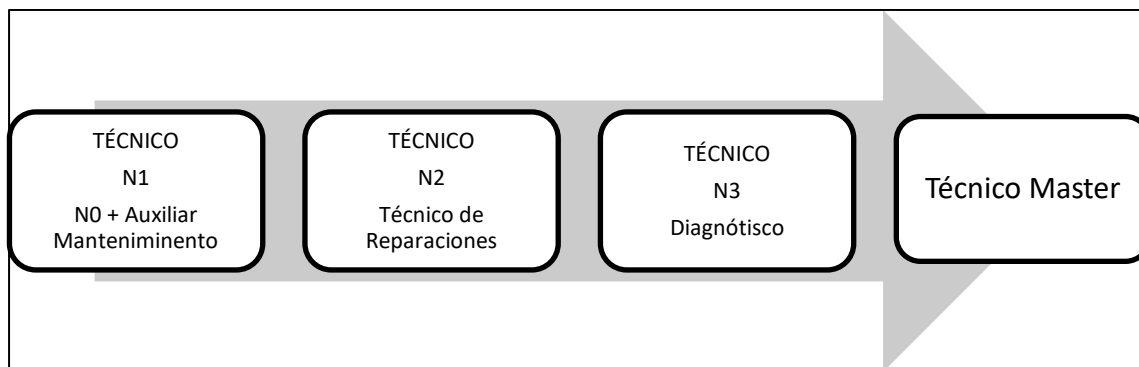 TÉCNICO
N1
N0 + Auxiliar
Manteniminento
TÉCNICO
N2
Técnico de
Reparaciones
TÉCNICO
N3
Diagnótisco
Técnico Master